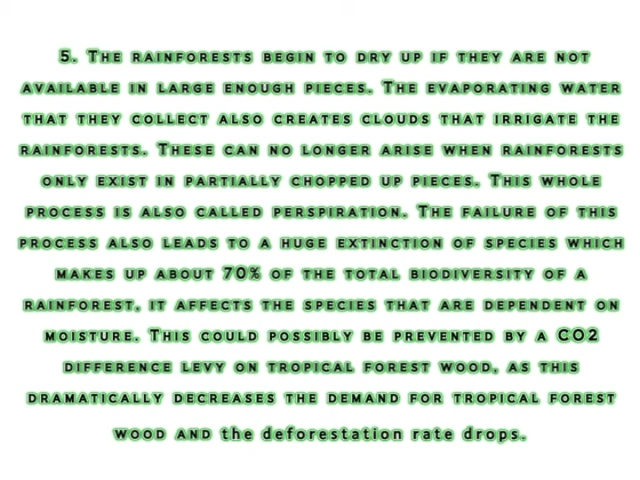 5. The rainforests begin to dry up if they are not
available in large enough pieces. The evaporating water
that they collect also creates clouds that irrigate the
rainforests. These can no longer arise when rainforests
only exist in partially chopped up pieces. This whole
process is also called perspiration. The failure of this
process also leads to a huge extinction of species which
makes up about 70% of the total biodiversity of a
rainforest, it affects the species that are dependent on
moisture. This could possibly be prevented by a CO2
difference levy on tropical forest wood, as this
dramatically decreases the demand for tropical forest
wood and the deforestation rate drops.